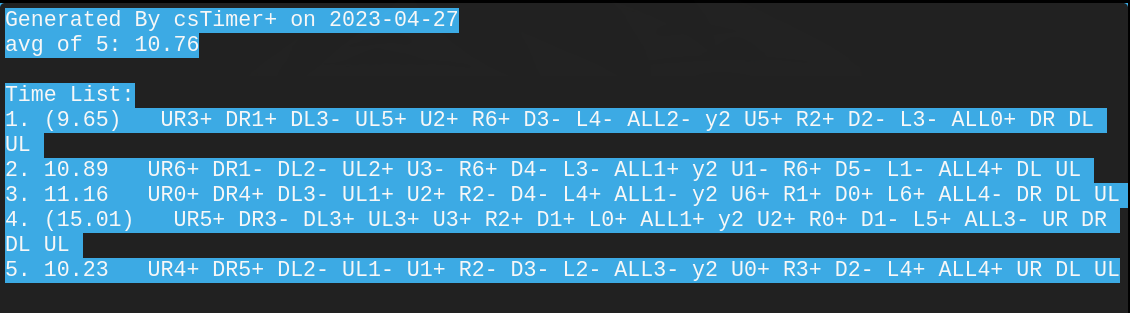 Generated By csTimer+ on 2023-04-27
avg of 5: 10.76
Time List:
1. (9.65)   UR3+ DR1+ DL3- UL5+ U2+ R6+ D3- L4- ALL2- y2 U5+ R2+ D2- L3- ALL0+ DR DL
UL
2. 10.89   UR6+ DR1- DL2- UL2+ U3- R6+ D4- L3- ALL1+ y2 U1- R6+ D5- L1- ALL4+ DL UL
3. 11.16   UR0+ DR4+ DL3- UL1+ U2+ R2- D4- L4+ ALL1- y2 U6+ R1+ D0+ L6+ ALL4- DR DL UL
4. (15.01)   UR5+ DR3- DL3+ UL3+ U3+ R2+ D1+ L0+ ALL1+ y2 U2+ R0+ D1- L5+ ALL3- UR DR
DL UL
5. 10.23   UR4+ DR5+ DL2- UL1- U1+ R2- D3- L2- ALL3- y2 U0+ R3+ D2- L4+ ALL4+ UR DL UL